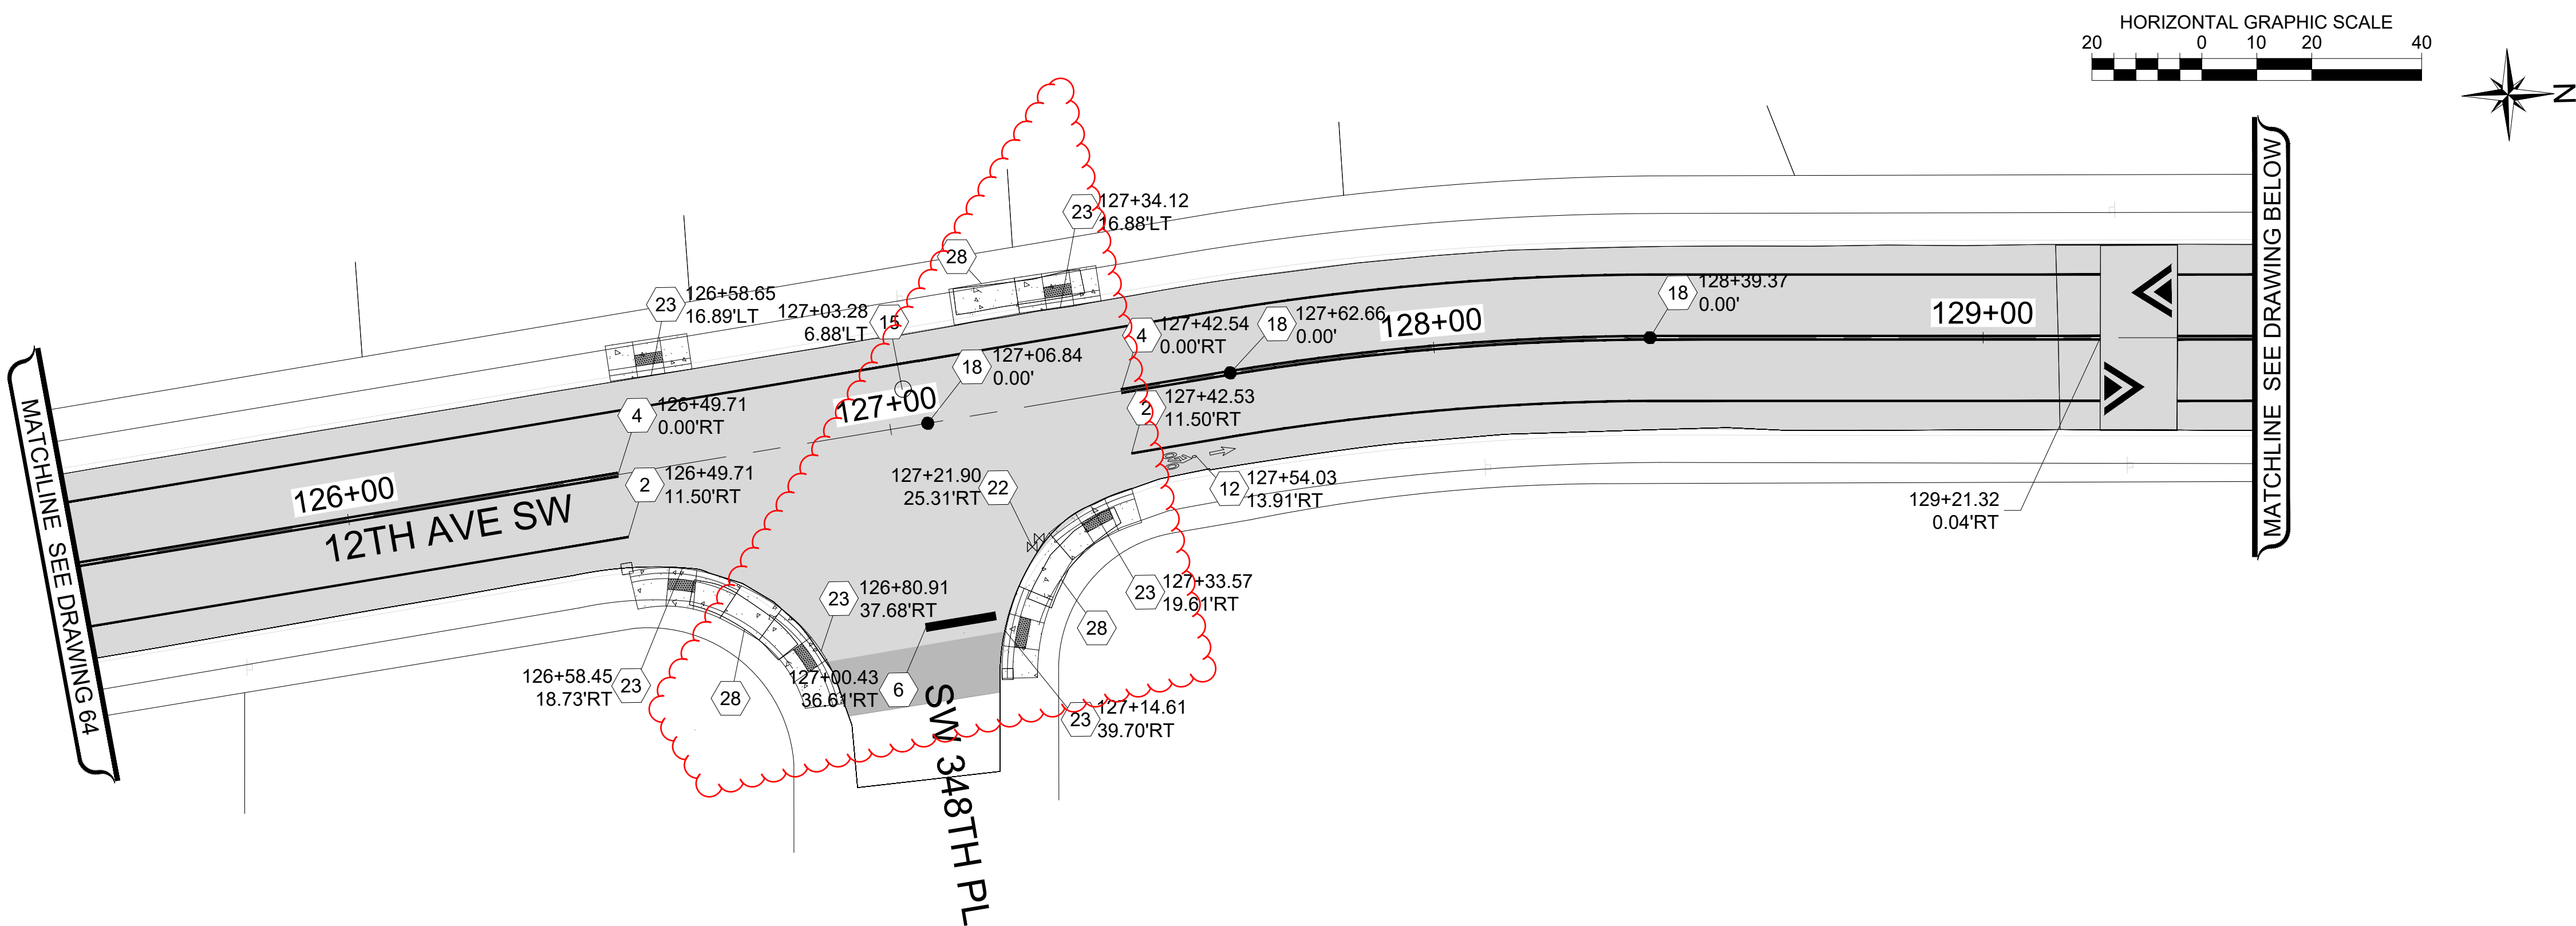 HORIZONTAL GRAPHIC SCALE
20 0 10 20 40
N
MATCHLINE SEE DRAWING 64
MATCHLINE SEE DRAWING BELOW
126+00
12TH AVE SW
127+00
128+00
129+00
SW 348TH PL
23
126+58.65
16.89'LT
4
126+49.71
0.00'RT
2
126+49.71
11.50'RT
127+03.28
6.88'LT
15
28
23
127+34.12
16.88'LT
18
127+06.84
0.00'
4
127+42.54
0.00'RT
18
127+62.66
0.00'
18
128+39.37
0.00'
2
127+42.53
11.50'RT
127+21.90
25.31'RT
22
12
127+54.03
13.91'RT
129+21.32
0.04'RT
23
126+80.91
37.68'RT
23
127+33.57
19.61'RT
28
126+58.45
18.73'RT
23
28
127+00.43
36.61'RT
6
23
127+14.61
39.70'RT